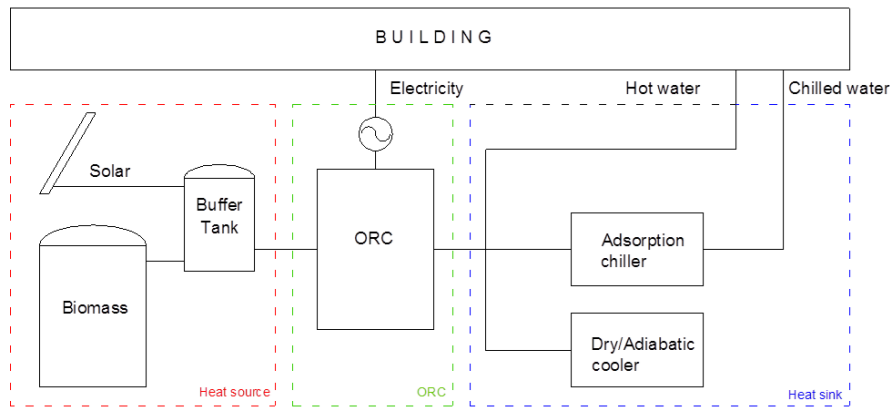 BUILDING
Electricity
Hot water
Chilled water
Solar
Buffer
Tank
ORC
Adsorption
chiller
Biomass
Dry/Adiabatic
cooler
Heat source
ORC
Heat sink